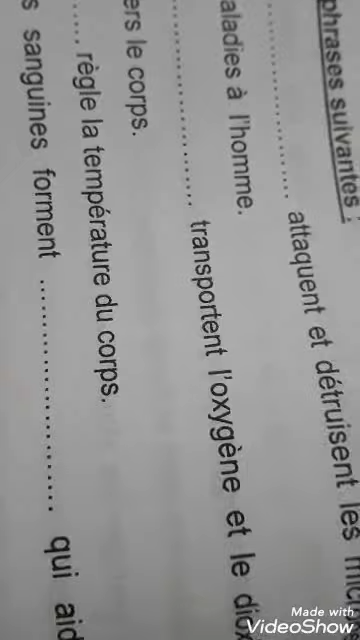 phrases suivantes :
.................... attaquent et détruisent les
aladies à l'homme.
.................... transportent l'oxygène et le
ers le corps.
..... règle la température du corps.
s sanguines forment ........................ qui
Made with
VideoShow